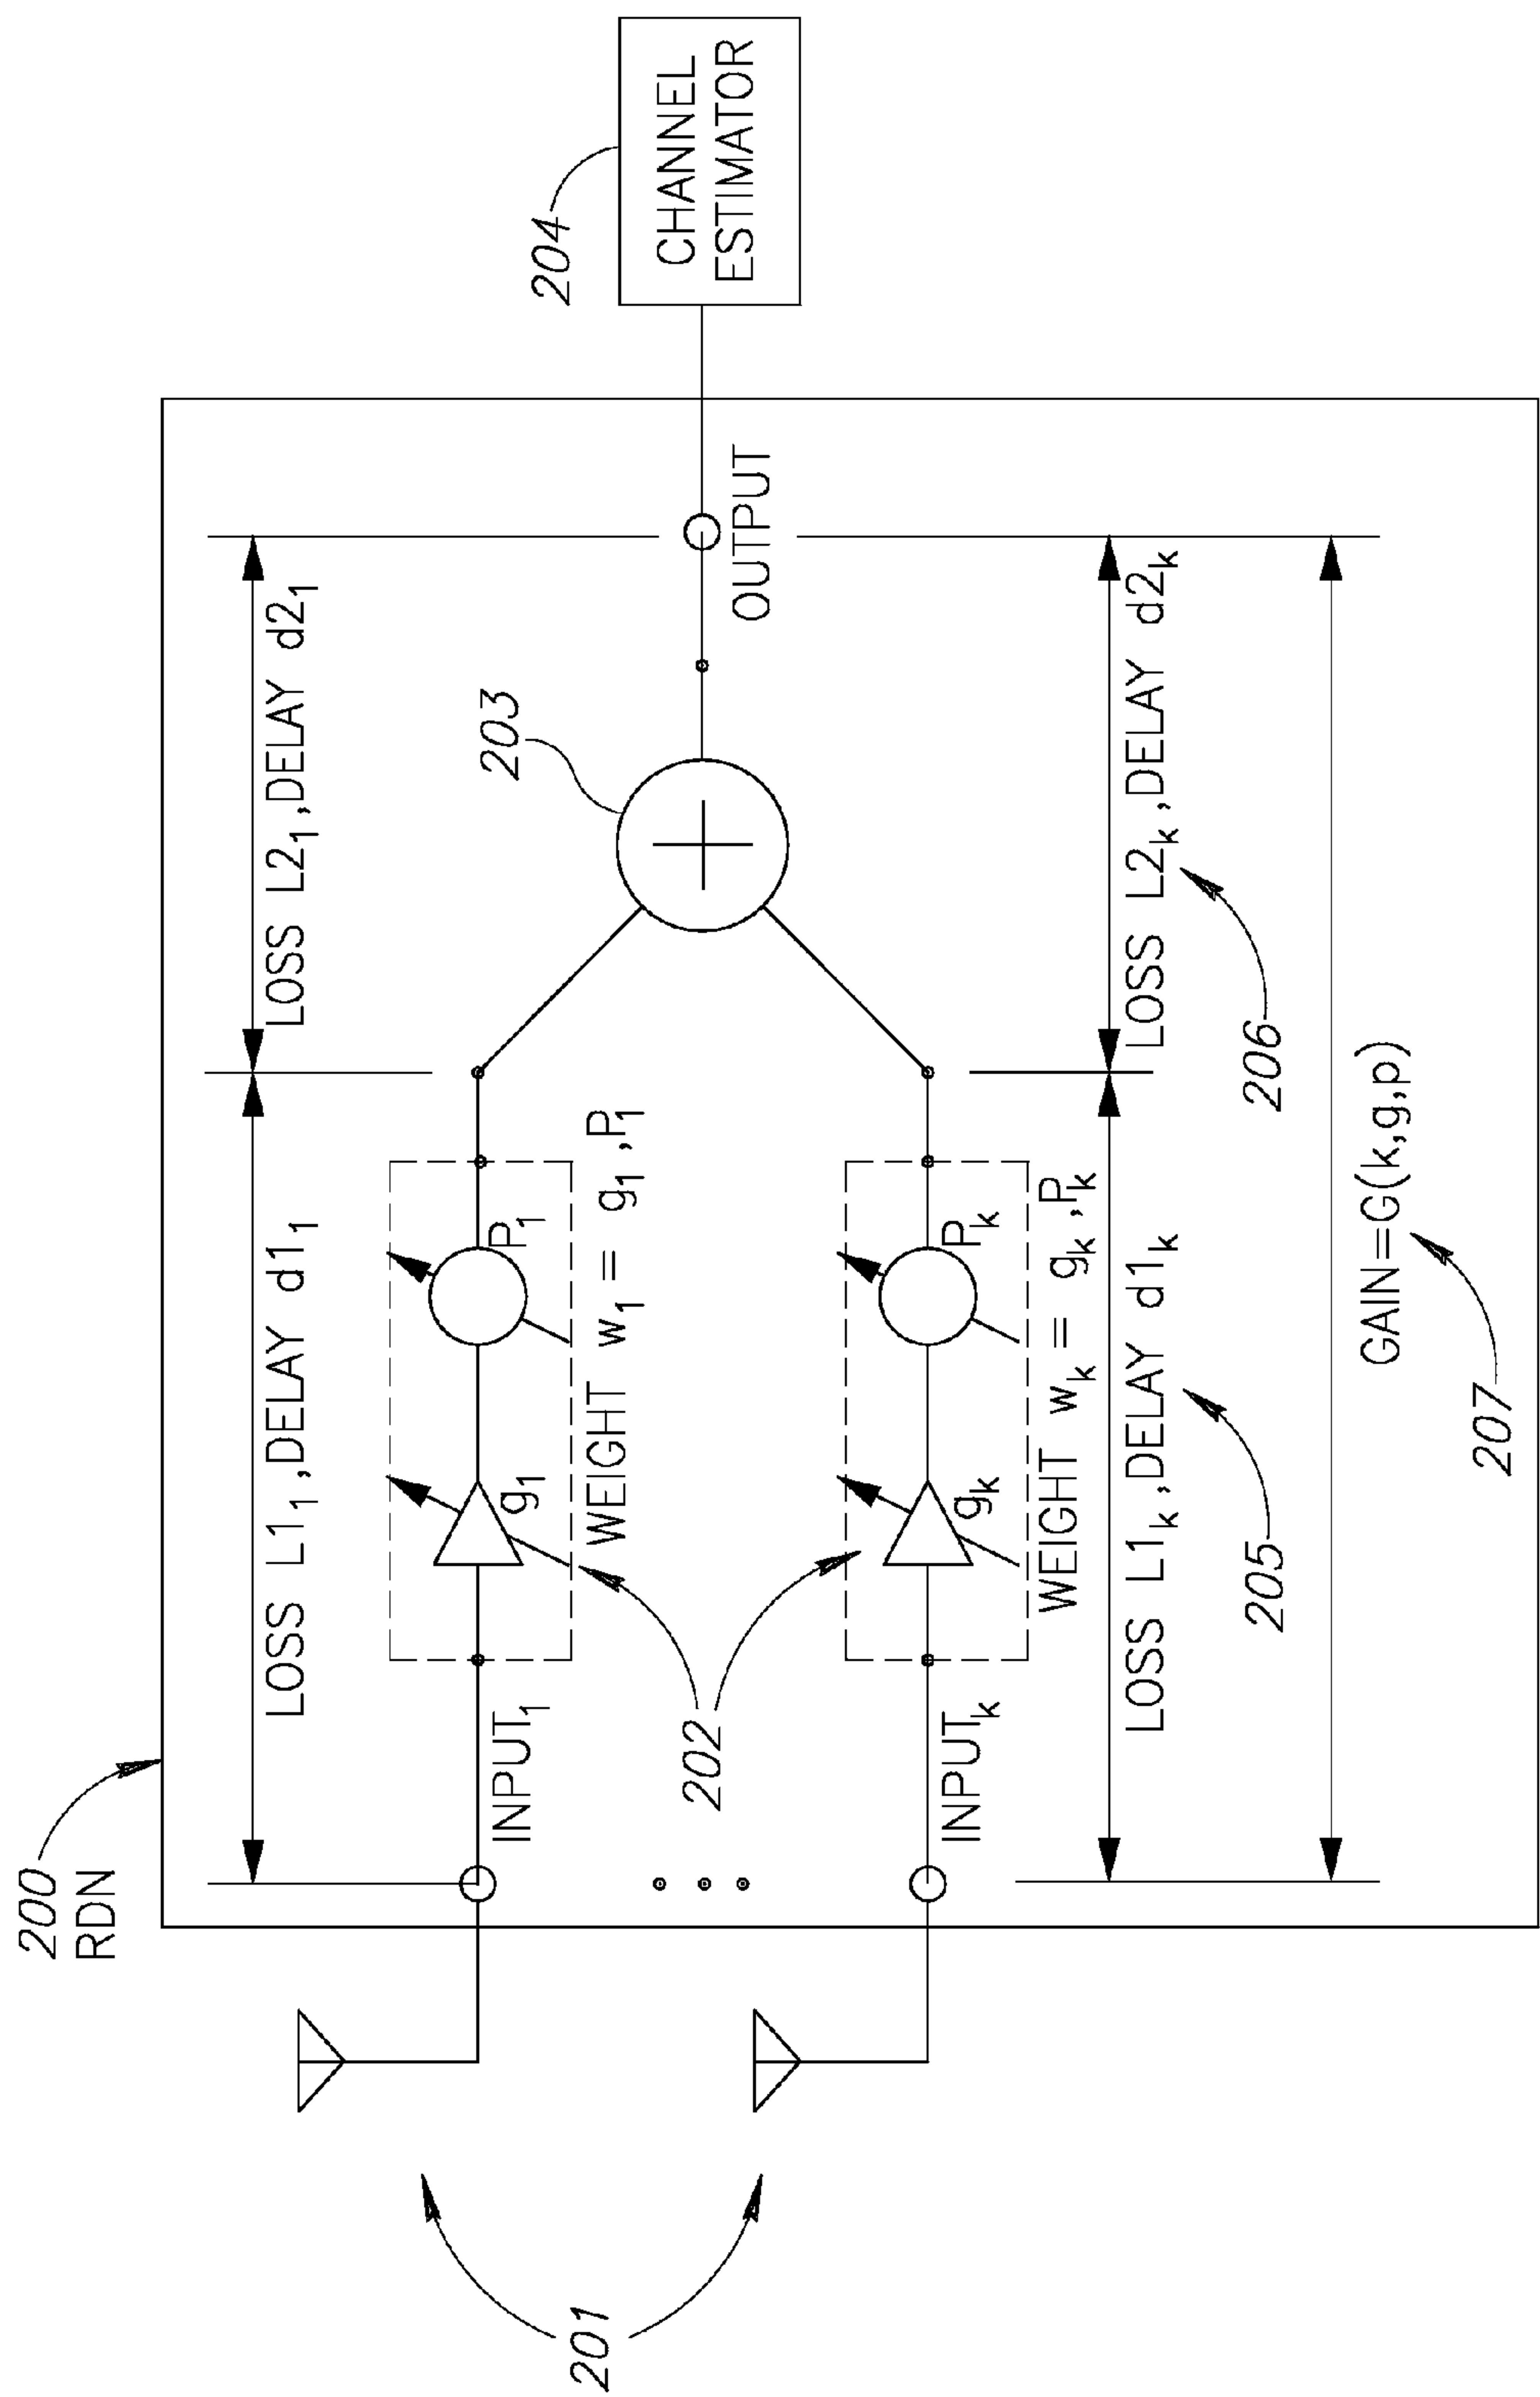 200
RDN
201
LOSS L1₁,DELAY d1₁
LOSS L2₁,DELAY d2₁
INPUT₁
g₁
P₁
WEIGHT w₁ = g₁,P₁
202
203
204
CHANNEL
ESTIMATOR
OUTPUT
INPUTₖ
gₖ
Pₖ
WEIGHT wₖ = gₖ,Pₖ
LOSS L1ₖ,DELAY d1ₖ
LOSS L2ₖ,DELAY d2ₖ
205
206
GAIN=G(k,g,p)
207